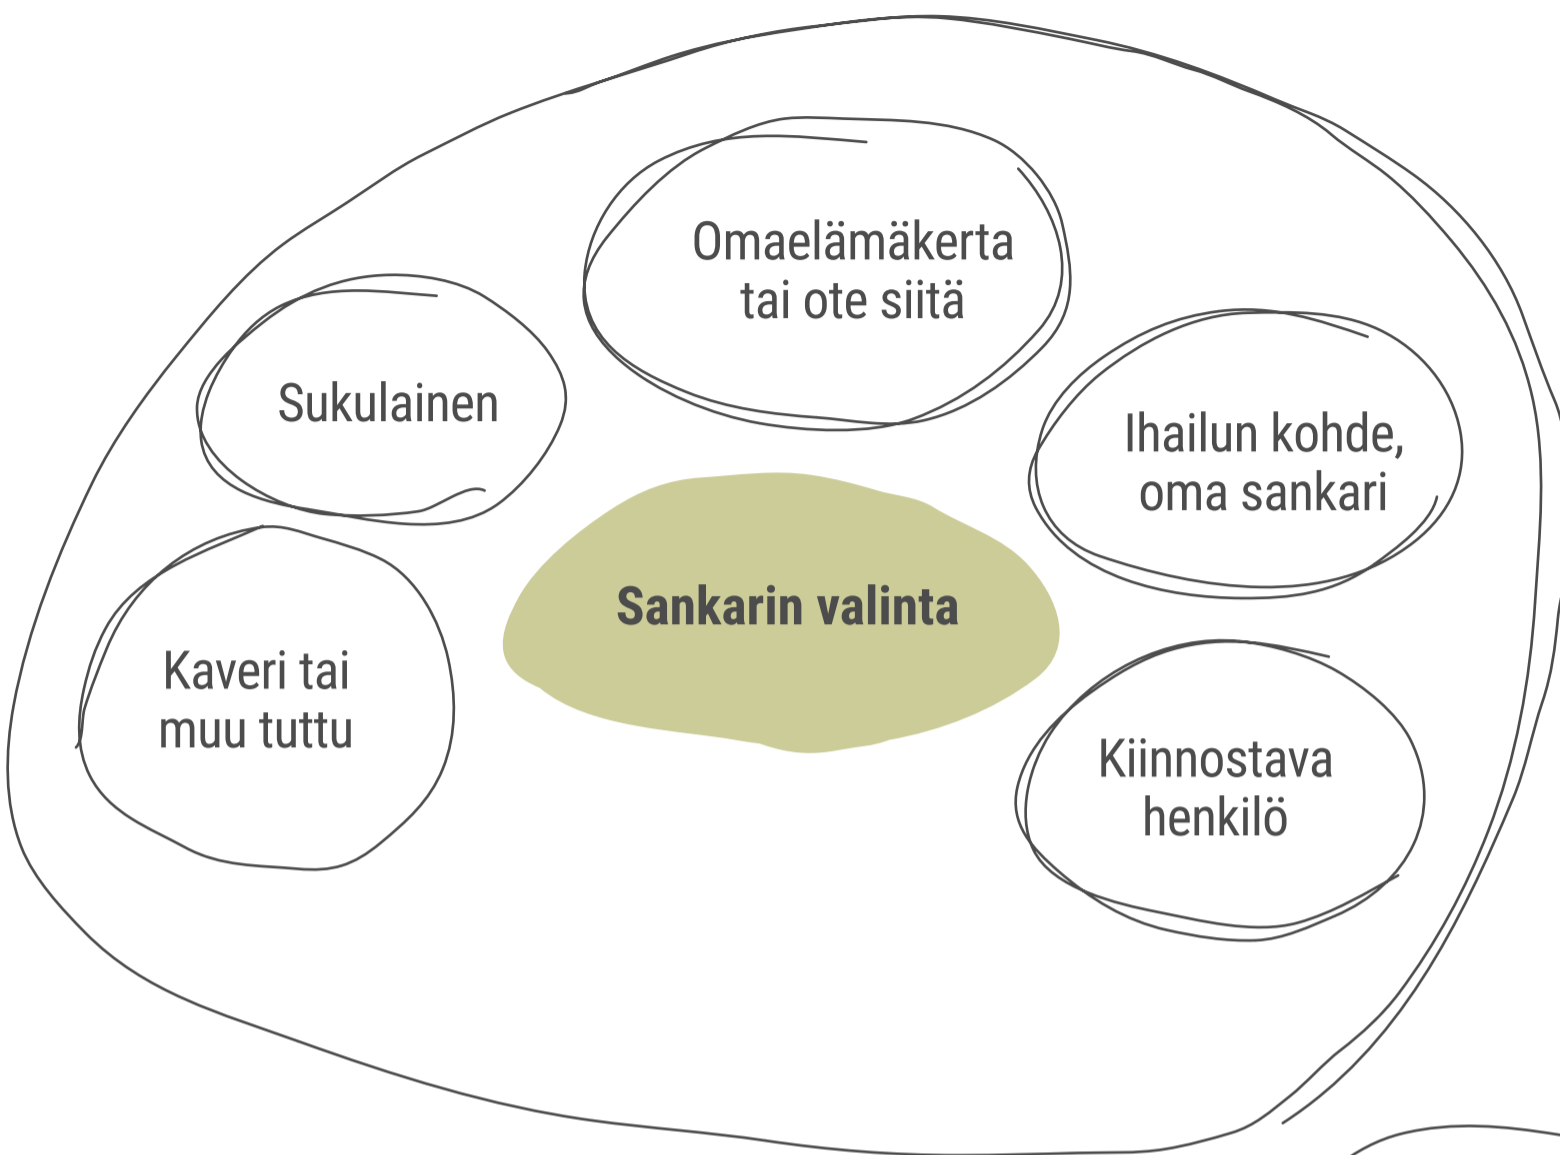 Omaelämäkerta
tai ote siitä
Sukulainen
Ihailun kohde,
oma sankari
Sankarin valinta
Kaveri tai
muu tuttu
Kiinnostava
henkilö